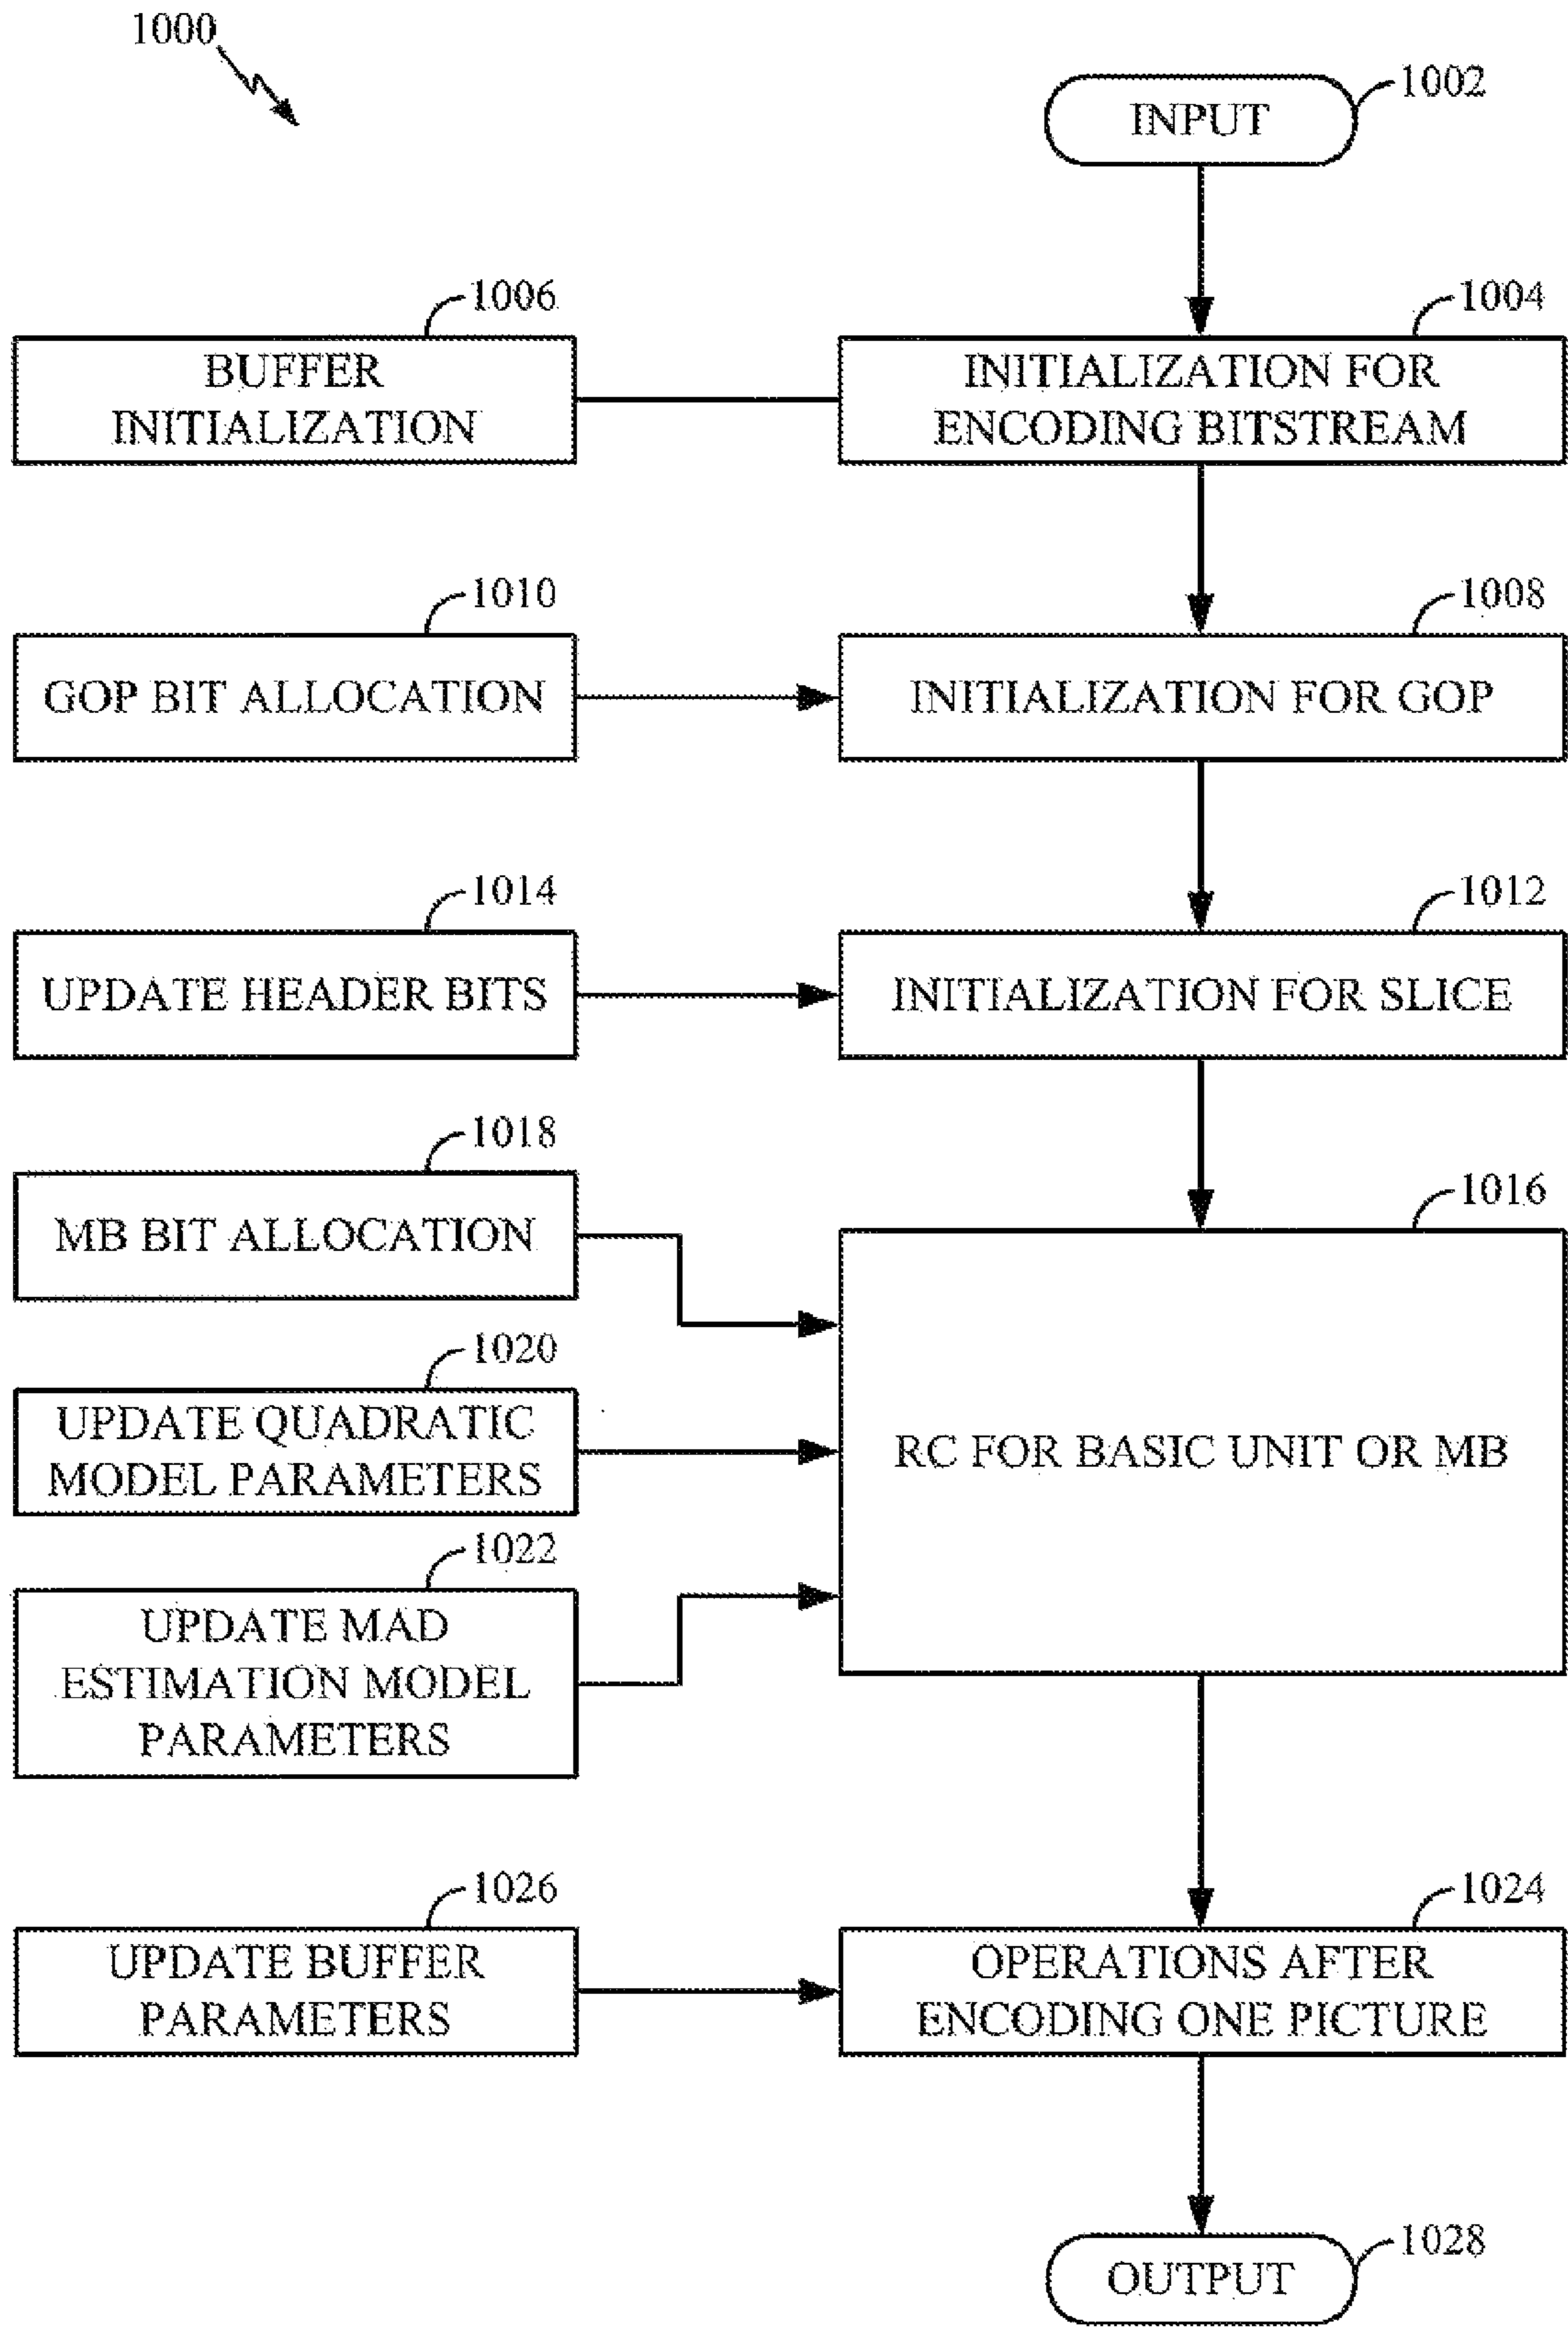 1000
1002
INPUT
1006
BUFFER
INITIALIZATION
1004
INITIALIZATION FOR
ENCODING BITSTREAM
1010
GOP BIT ALLOCATION
1008
INITIALIZATION FOR GOP
1014
UPDATE HEADER BITS
1012
INITIALIZATION FOR SLICE
1018
MB BIT ALLOCATION
1016
RC FOR BASIC UNIT OR MB
1020
UPDATE QUADRATIC
MODEL PARAMETERS
1022
UPDATE MAD
ESTIMATION MODEL
PARAMETERS
1026
UPDATE BUFFER
PARAMETERS
1024
OPERATIONS AFTER
ENCODING ONE PICTURE
1028
OUTPUT